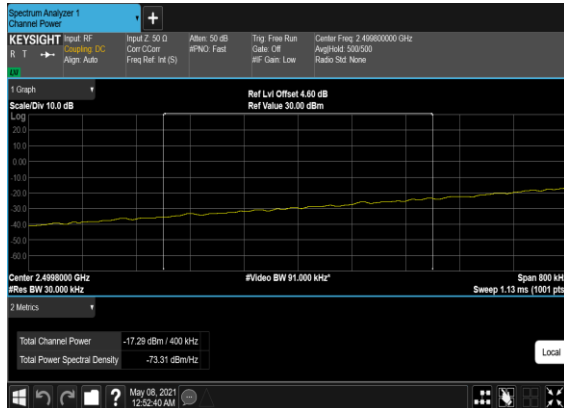 Spectrum Analyzer 1
Channel Power
+
KEYSIGHT
R T
LNI
Input: RF
Coupling: DC
Align: Auto
Input Z: 50 Ω
Corr CCorr
Freq Ref: Int (S)
Atten: 50 dB
#PNO: Fast
Trig: Free Run
Gate: Off
#IF Gain: Low
Center Freq: 2.499800000 GHz
Avg|Hold: 500/500
Radio Std: None
1 Graph
Scale/Div 10.0 dB
Ref Lvl Offset 4.60 dB
Ref Value 30.00 dBm
Log
20.0
10.0
0.00
-10.0
-20.0
-30.0
-40.0
-50.0
-60.0
Center 2.4998000 GHz
#Res BW 30.000 kHz
#Video BW 91.000 kHz*
Span 800 kH
Sweep 1.13 ms (1001 pts
2 Metrics
Total Channel Power -17.29 dBm / 400 kHz
Total Power Spectral Density -73.31 dBm/Hz
Local
?
May 08, 2021
12:52:40 AM